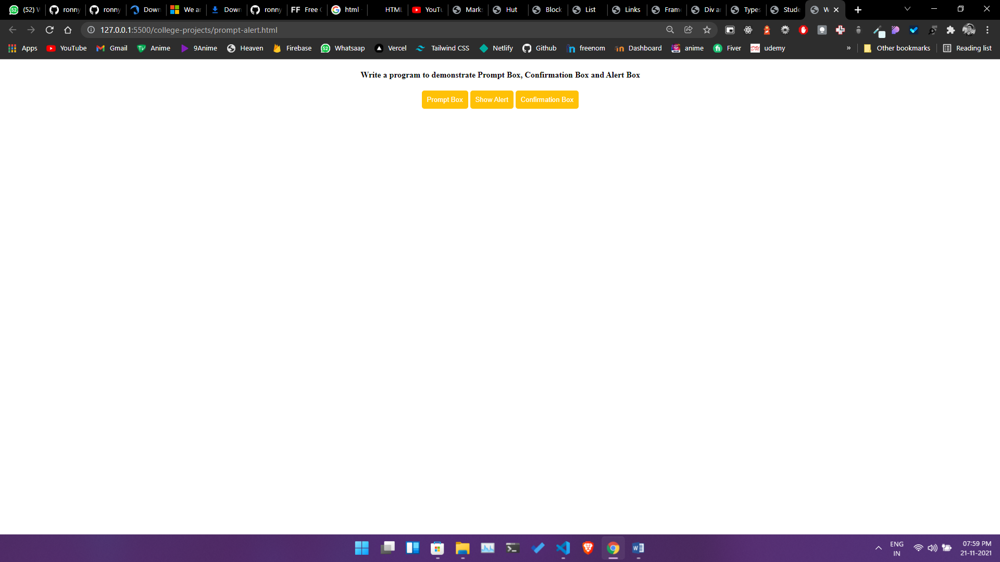 (52) W ronny ronny Down We ar Down ronny FF Free C html HTML YouTu Marks Hut Block List Links Frame Div a Types Stude W
127.0.0.1:5500/college-projects/prompt-alert.html
Apps YouTube Gmail Anime 9Anime Heaven Firebase 52 Whatsaap Vercel Tailwind CSS Netlify Github freenom Dashboard anime Fiver udemy » Other bookmarks Reading list
Write a program to demonstrate Prompt Box, Confirmation Box and Alert Box
Prompt Box Show Alert Confirmation Box
ENG
IN
07:59 PM
21-11-2021